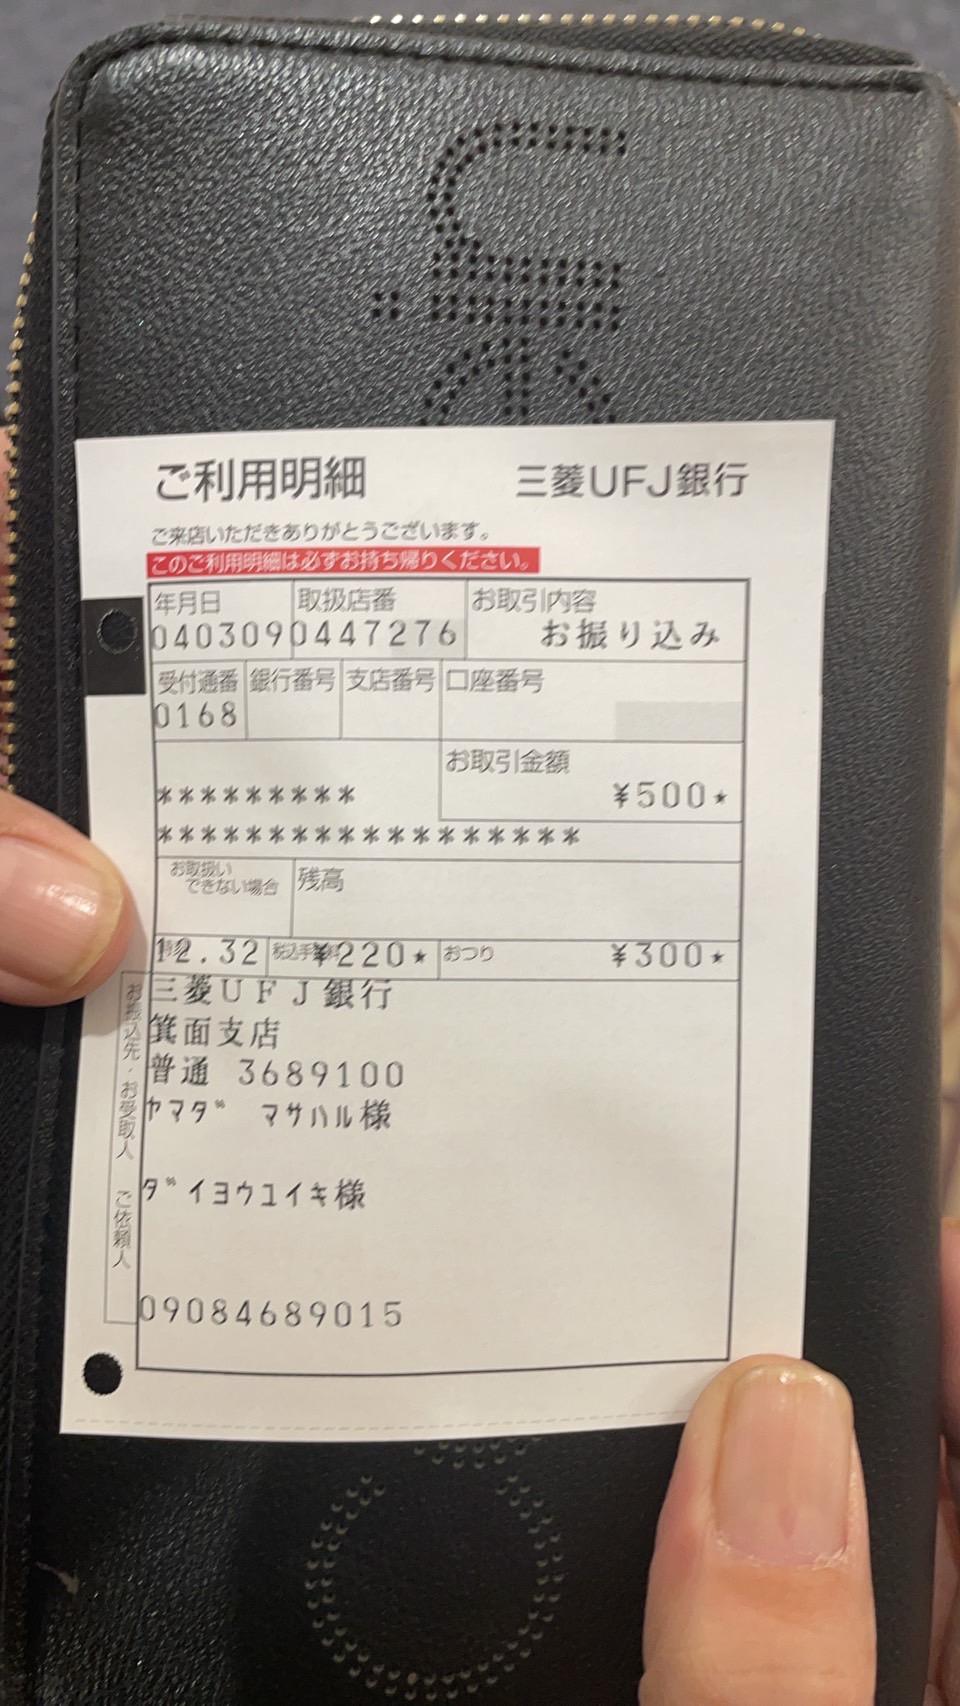 ご利用明細 三菱UFJ銀行
ご来店いただきありがとうございます。
このご利用明細は必ずお持ち帰りください。
年月日 取扱店番 お取引内容
040309 0447276 お振り込み
受付通番 銀行番号 支店番号 口座番号
0168
お取引金額
********* ¥500★
*******************
お取扱い
できない場合 残高
12.32 ¥220★ おつり ¥300★
お振込先・お受取人 ご依頼人
三菱UFJ銀行
箕面支店
普通 3689100
ヤマダ マサハル様
ダイヨウユイキ様
09084689015